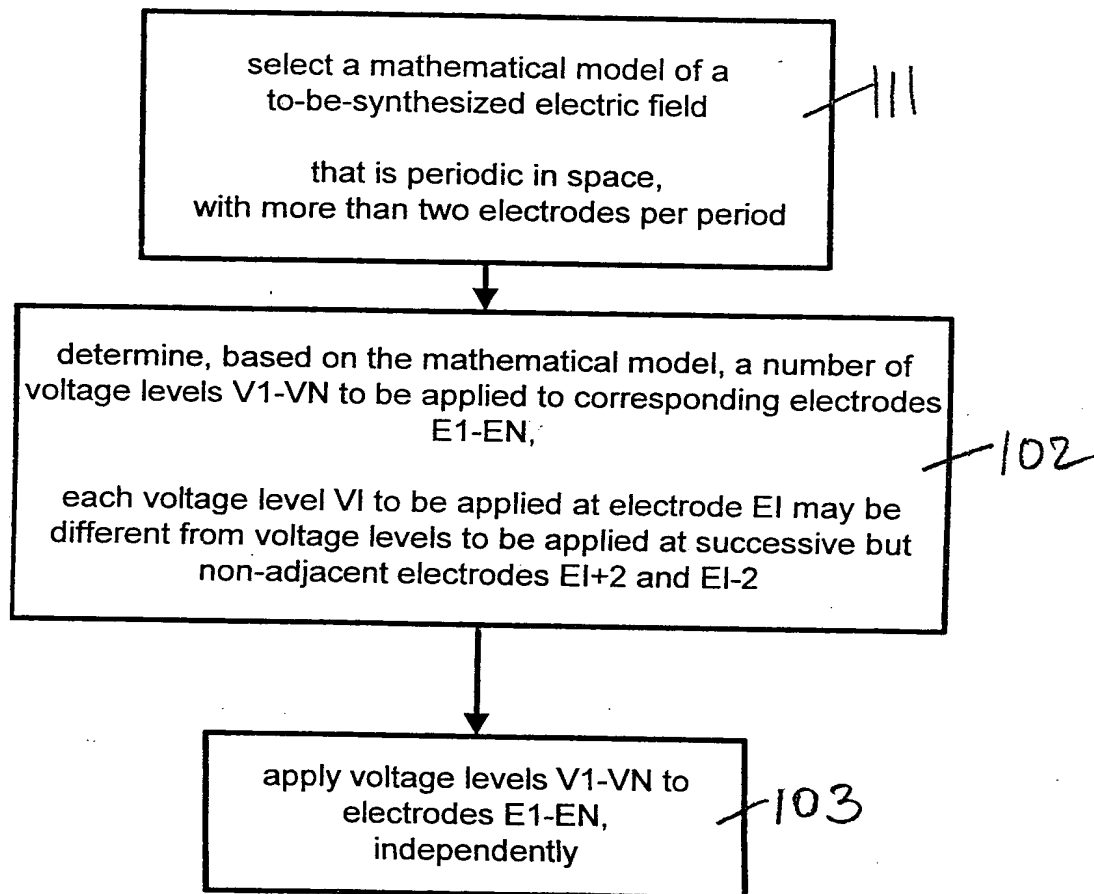 select a mathematical model of a
to-be-synthesized electric field
that is periodic in space,
with more than two electrodes per period
111
determine, based on the mathematical model, a number of
voltage levels V1-VN to be applied to corresponding electrodes
E1-EN,
each voltage level VI to be applied at electrode EI may be
different from voltage levels to be applied at successive but
non-adjacent electrodes EI+2 and EI-2
102
apply voltage levels V1-VN to
electrodes E1-EN,
independently
103